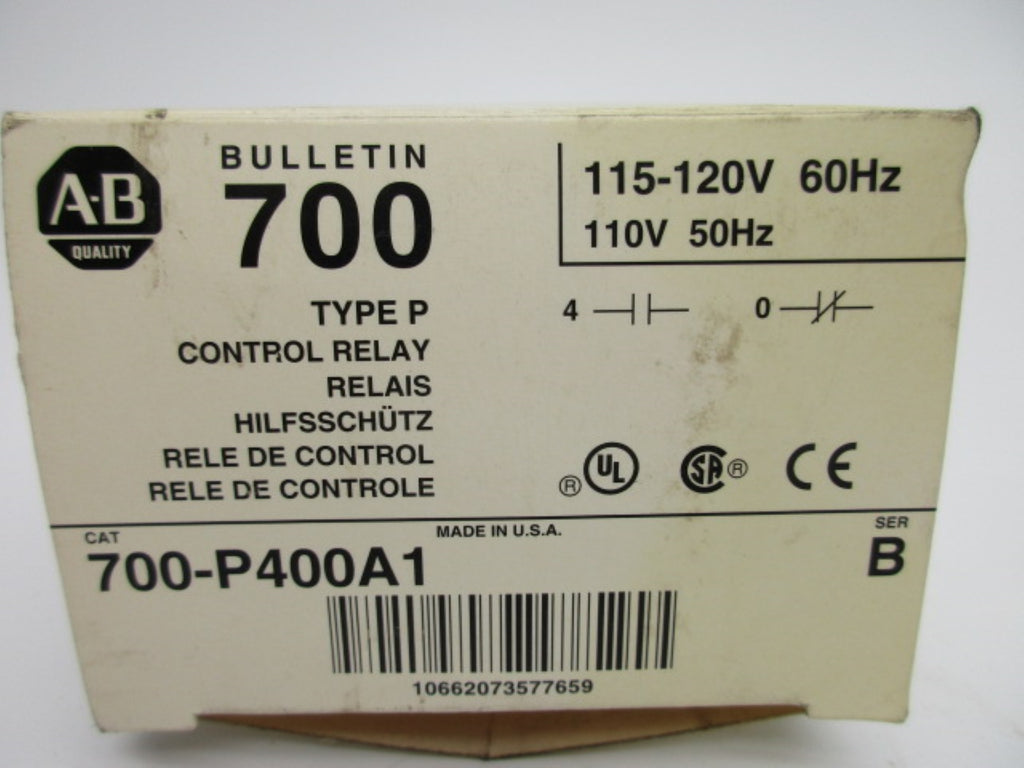 A-B
QUALITY
BULLETIN
700
TYPE P
CONTROL RELAY
RELAIS
HILFSSCHÜTZ
RELE DE CONTROL
RELE DE CONTROLE
115-120V 60Hz
110V 50Hz
4 0
® UL SA ® CE
MADE IN U.S.A.
CAT
700-P400A1
SER
B
10662073577659